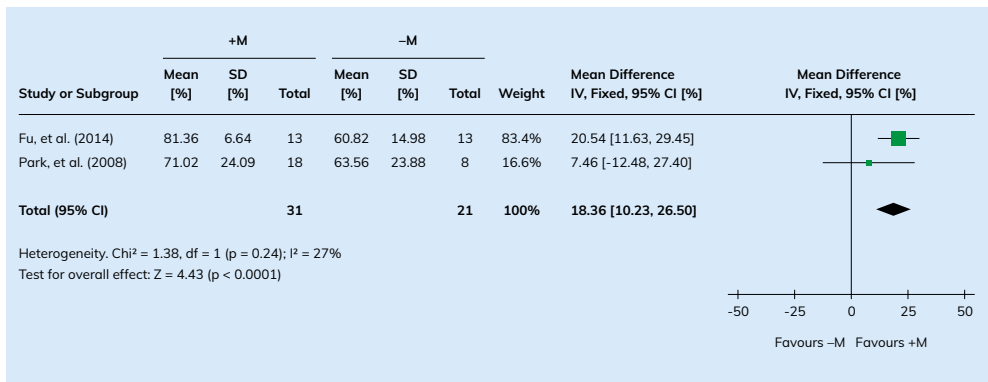 +M –M
Mean SD Mean SD Mean Difference Mean Difference
Study or Subgroup [%] [%] Total [%] [%] Total Weight IV, Fixed, 95% CI [%] IV, Fixed, 95% CI [%]
Fu, et al. (2014) 81.36 6.64 13 60.82 14.98 13 83.4% 20.54 [11.63, 29.45]
Park, et al. (2008) 71.02 24.09 18 63.56 23.88 8 16.6% 7.46 [-12.48, 27.40]
Total (95% CI) 31 21 100% 18.36 [10.23, 26.50]
Heterogeneity. Chi² = 1.38, df = 1 (p = 0.24); I² = 27%
Test for overall effect: Z = 4.43 (p < 0.0001)
-50 -25 0 25 50
Favours –M Favours +M